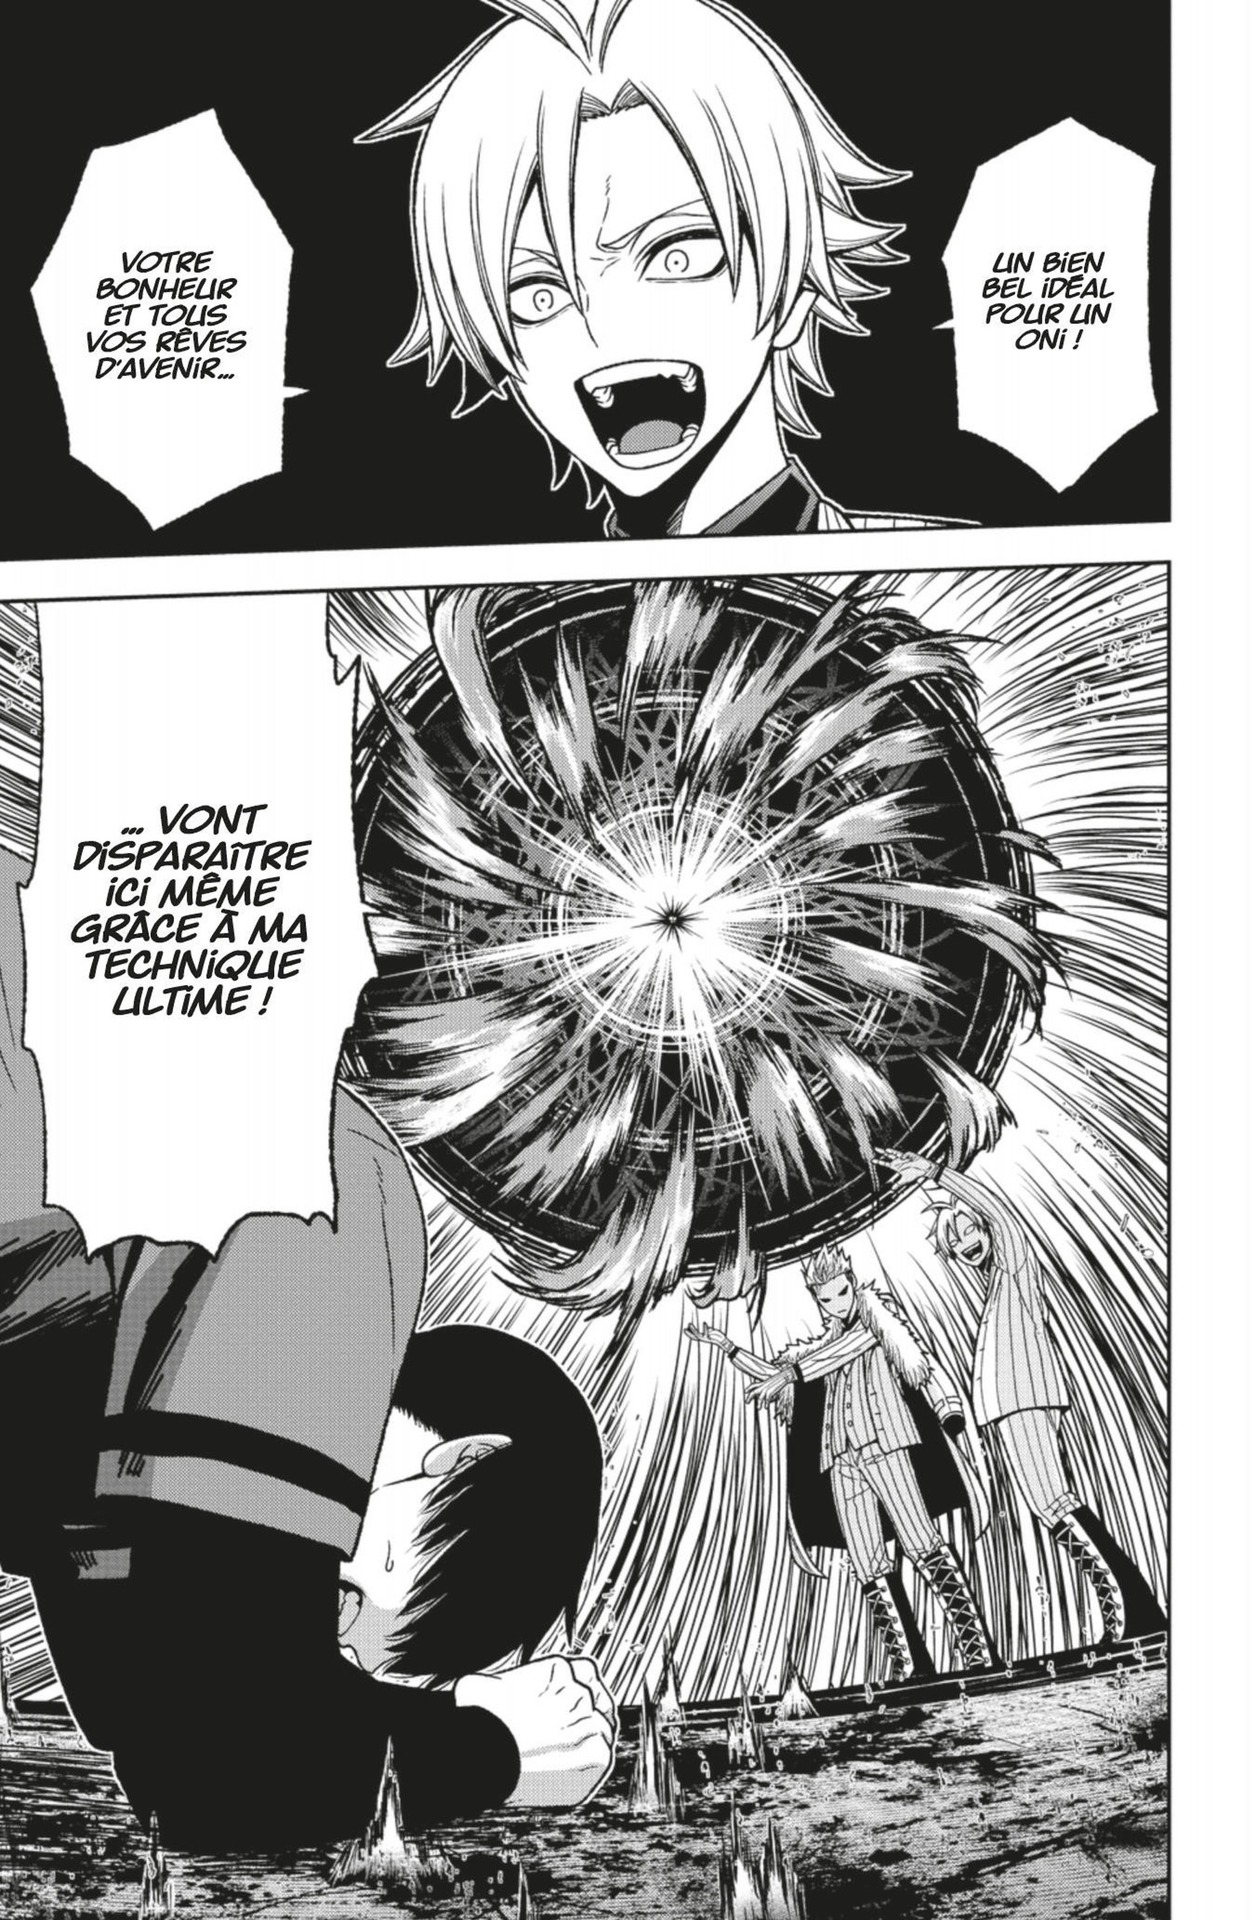 UN BIEN
BEL IDÉAL
POUR UN
ONI !
VOTRE
BONHEUR
ET TOUS
VOS RÊVES
D'AVENIR...
... VONT
DISPARAÎTRE
ICI MÊME
GRÂCE À MA
TECHNIQUE
ULTIME !